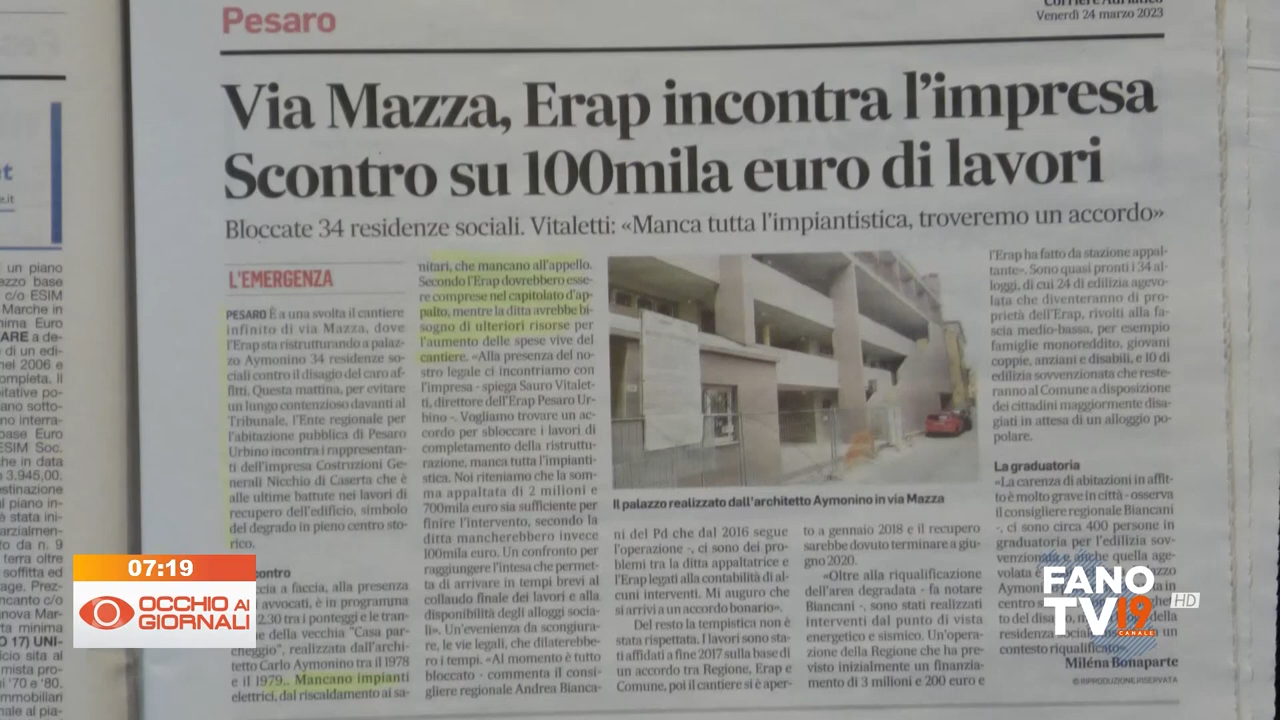 Pesaro
Venerdì 24 marzo 2023
Via Mazza, Erap incontra l'impresa
Scontro su 100mila euro di lavori
Bloccate 34 residenze sociali. Vitaletti: «Manca tutta l'impiantistica, troveremo un accordo»
L'EMERGENZA
PESARO È a una svolta il cantiere
infinito di via Mazza, dove
l'Erap sta ristrutturando a palaz-
zo Aymonino 34 residenze so-
ciali contro il disagio del caro af-
fitti. Questa mattina, per evitare
un lungo contenzioso davanti al
Tribunale, l'Ente regionale per
l'abitazione pubblica di Pesaro
Urbino incontra i rappresentan-
ti dell'impresa Costruzioni Ge-
nerali Nicchio di Caserta che è
alle ultime battute nei lavori di
recupero dell'edificio, simbolo
del degrado in pieno centro sto-
rico.
contro
ccia a faccia, alla presenza
avvocati, è in programma
2.30 tra i ponteggi e le tran-
della vecchia "Casa par-
cheggio", realizzata dall'archi-
tetto Carlo Aymonino tra il 1978
e il 1979.. Mancano impianti
elettrici, dal riscaldamento ai sa-
nitari, che mancano all'appello.
Secondo l'Erap dovrebbero esse-
re comprese nel capitolato d'ap-
palto, mentre la ditta avrebbe bi-
sogno di ulteriori risorse per
l'aumento delle spese vive del
cantiere. «Alla presenza del no-
stro legale ci incontriamo con
l'impresa - spiega Sauro Vitalet-
ti, direttore dell'Erap Pesaro Ur-
bino -. Vogliamo trovare un ac-
cordo per sbloccare i lavori di
completamento della ristruttu-
razione, manca tutta l'impianti-
stica. Noi riteniamo che la som-
ma appaltata di 2 milioni e
700mila euro sia sufficiente per
finire l'intervento, secondo la
ditta mancherebbero invece
100mila euro. Un confronto per
raggiungere l'intesa che permet-
ta di arrivare in tempi brevi al
collaudo finale dei lavori e alla
disponibilità degli alloggi socia-
li». Un'evenienza da scongiura-
re, le vie legali, che dilaterebbe-
ro i tempi. «Al momento è tutto
bloccato - commenta il consi-
gliere regionale Andrea Bianca-
Il palazzo realizzato dall'architetto Aymonino in via Mazza
ni del Pd che dal 2016 segue
l'operazione -, ci sono dei pro-
blemi tra la ditta appaltatrice e
l'Erap legati alla contabilità di al-
cuni interventi. Mi auguro che
si arrivi a un accordo bonario».
Del resto la tempistica non è
stata rispettata. I lavori sono sta-
ti affidati a fine 2017 sulla base di
un accordo tra Regione, Erap e
Comune, poi il cantiere si è aper-
to a gennaio 2018 e il recupero
sarebbe dovuto terminare a giu-
gno 2020.
«Oltre alla riqualificazione
dell'area degradata - fa notare
Biancani -, sono stati realizzati
interventi dal punto di vista
energetico e sismico. Un'opera-
zione della Regione che ha pre-
visto inizialmente un finanzia-
mento di 3 milioni e 200 euro e
l'Erap ha fatto da stazione appal-
tante». Sono quasi pronti i 34 al-
loggi, di cui 24 di edilizia agevo-
lata che diventeranno di pro-
prietà dell'Erap, rivolti alla fa-
scia medio-bassa, per esempio
famiglie monoreddito, giovani
coppie, anziani e disabili, e 10 di
edilizia sovvenzionata che reste-
ranno al Comune a disposizione
dei cittadini maggiormente disa-
giati in attesa di un alloggio po-
polare.
La graduatoria
«La carenza di abitazioni in affit-
to è molto grave in città - osserva
il consigliere regionale Biancani
-, ci sono circa 400 persone in
graduatoria per l'edilizia sov-
venzionata e anche quella age-
volata
Aymon
centro s
to del disa
residenza social
contesto riqualificato».
Miléna Bonaparte
© RIPRODUZIONE RISERVATA
07:19
OCCHIO AI
GIORNALI
FANO
TV 19
CANALE
HD